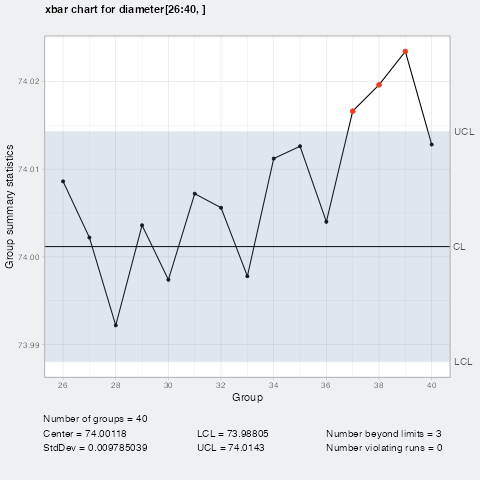 xbar chart for diameter[26:40, ]
74.02
UCL
74.01
CL
74.00
73.99
LCL
Group summary statistics
26 28 30 32 34 36 38 40
Group
Number of groups = 40
Center = 74.00118 LCL = 73.98805 Number beyond limits = 3
StdDev = 0.009785039 UCL = 74.0143 Number violating runs = 0